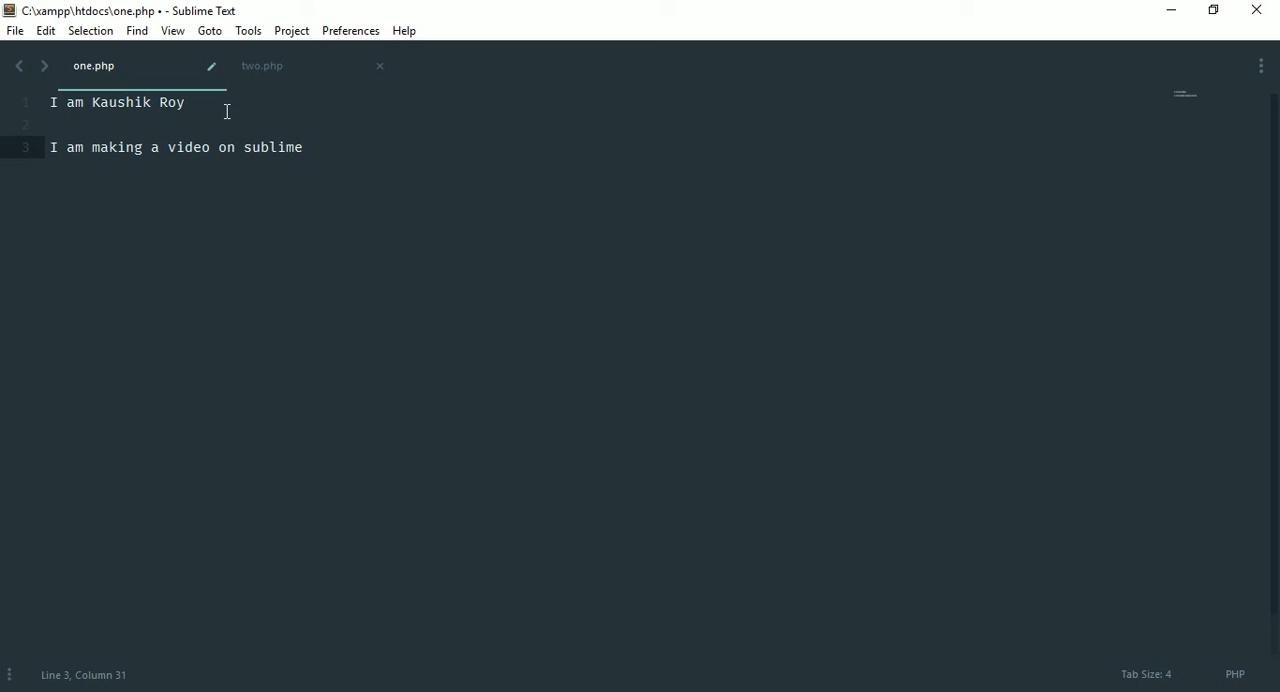 C:\xampp\htdocs\one.php • - Sublime Text
File Edit Selection Find View Goto Tools Project Preferences Help
one.php two.php
1 I am Kaushik Roy
2
3 I am making a video on sublime
Line 3, Column 31 Tab Size: 4 PHP